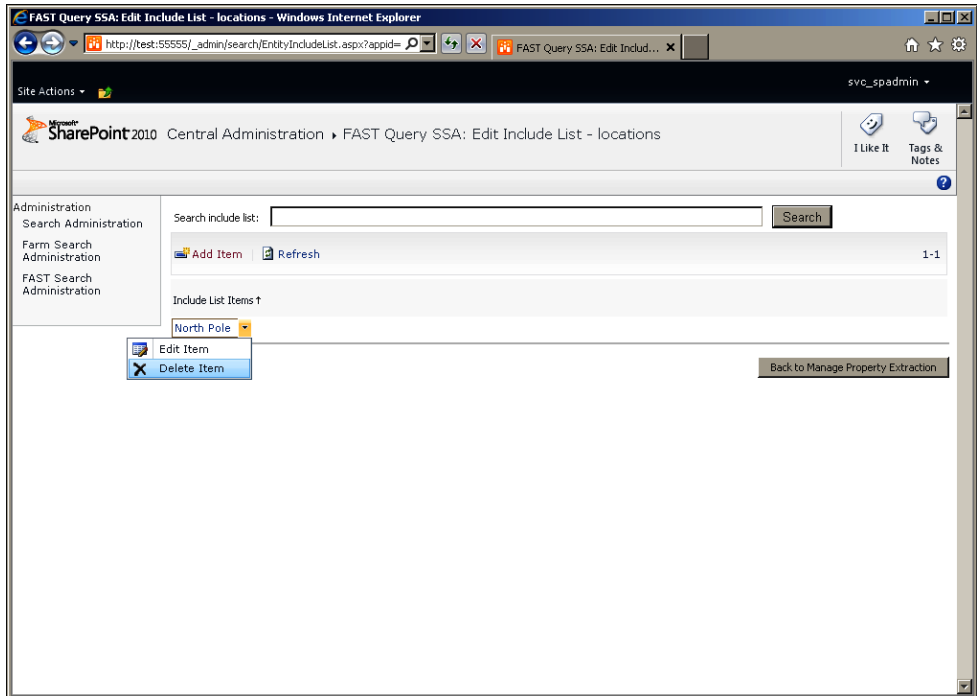 FAST Query SSA: Edit Include List - locations - Windows Internet Explorer
http://test:55555/_admin/search/EntityIncludeList.aspx?appid=
FAST Query SSA: Edit Includ...
svc_spadmin
Site Actions
Microsoft
SharePoint 2010 Central Administration FAST Query SSA: Edit Include List - locations
I Like It
Tags &
Notes
Administration
Search Administration
Farm Search
Administration
FAST Search
Administration
Search include list:
Search
Add Item Refresh 1-1
Include List Items
North Pole
Edit Item
Delete Item
Back to Manage Property Extraction